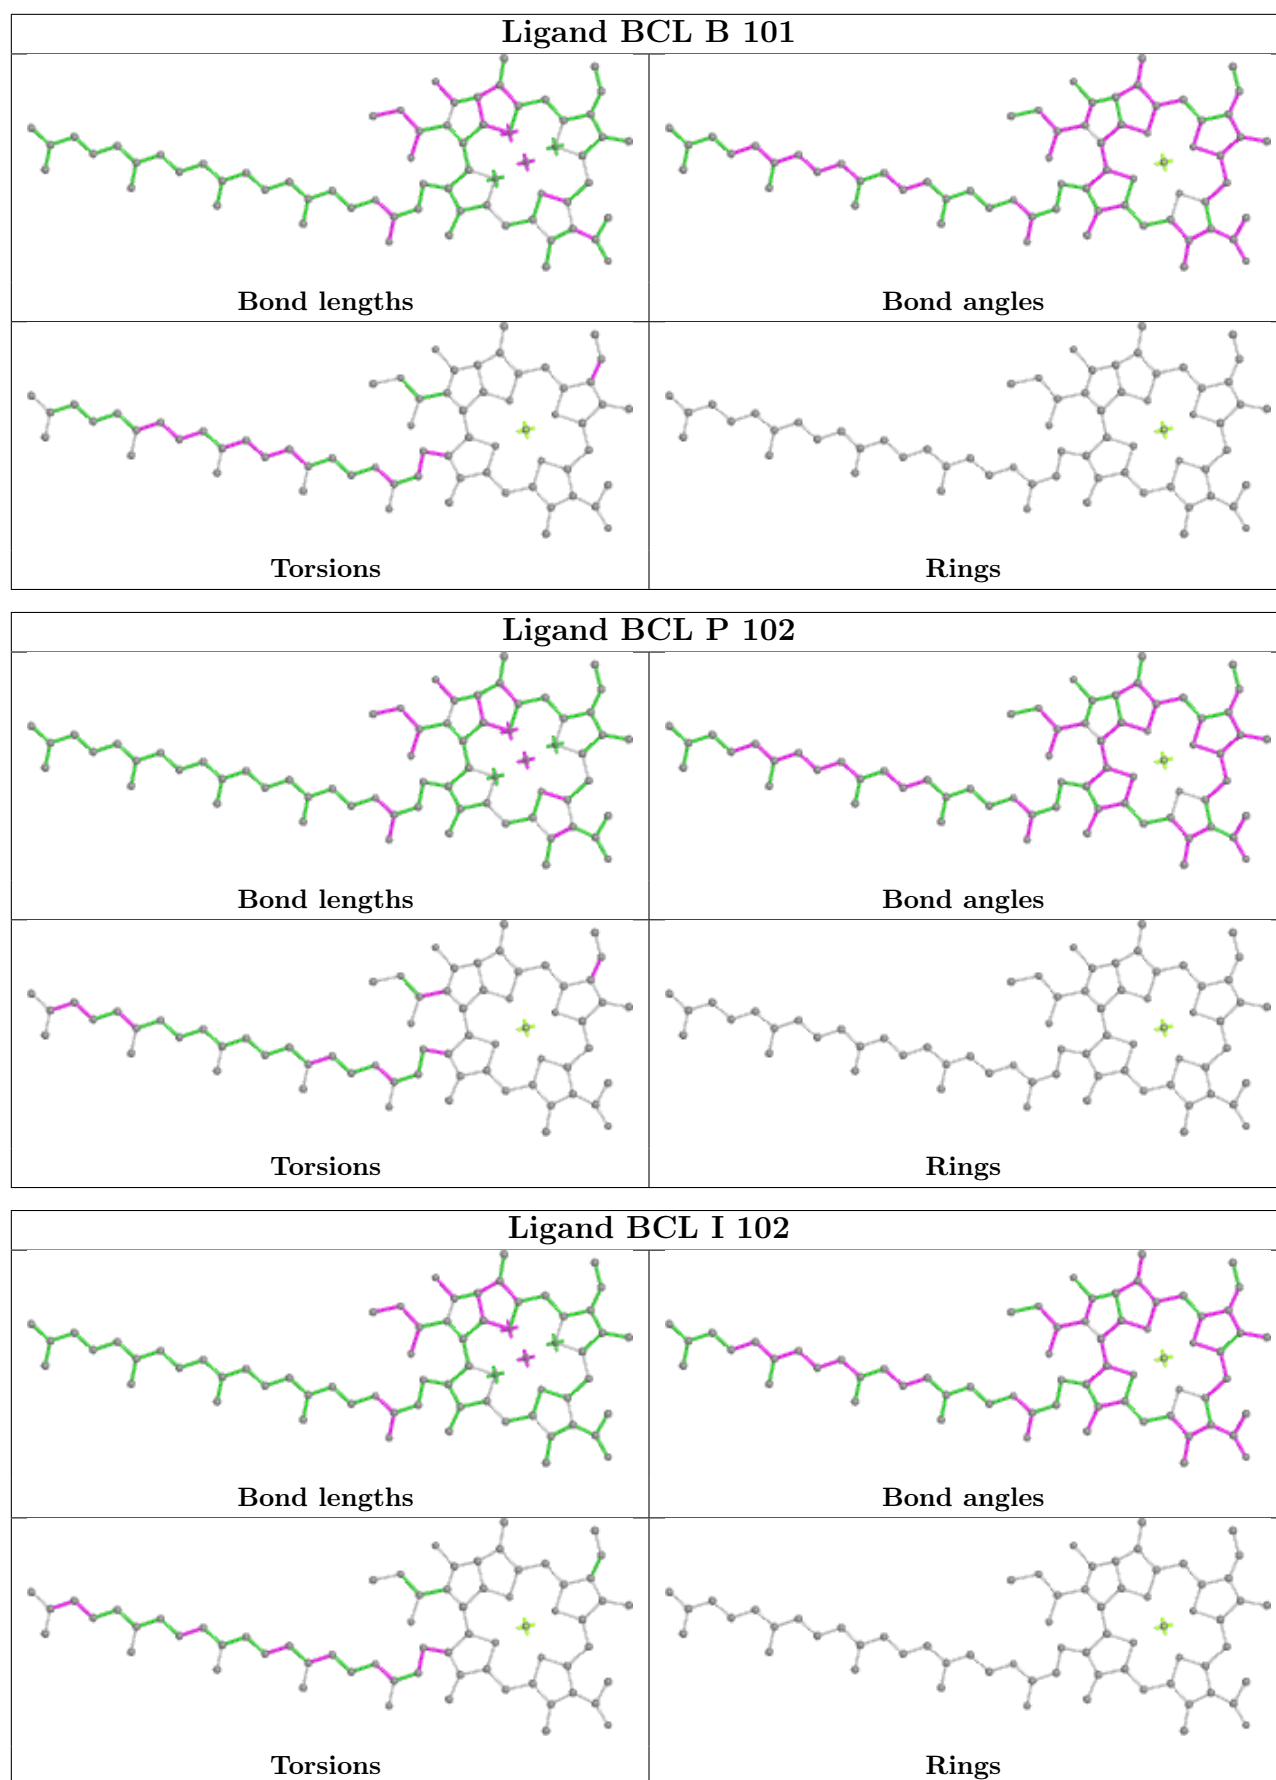 Ligand BCL B 101
Bond lengths
Bond angles
Torsions
Rings
Ligand BCL P 102
Bond lengths
Bond angles
Torsions
Rings
Ligand BCL I 102
Bond lengths
Bond angles
Torsions
Rings